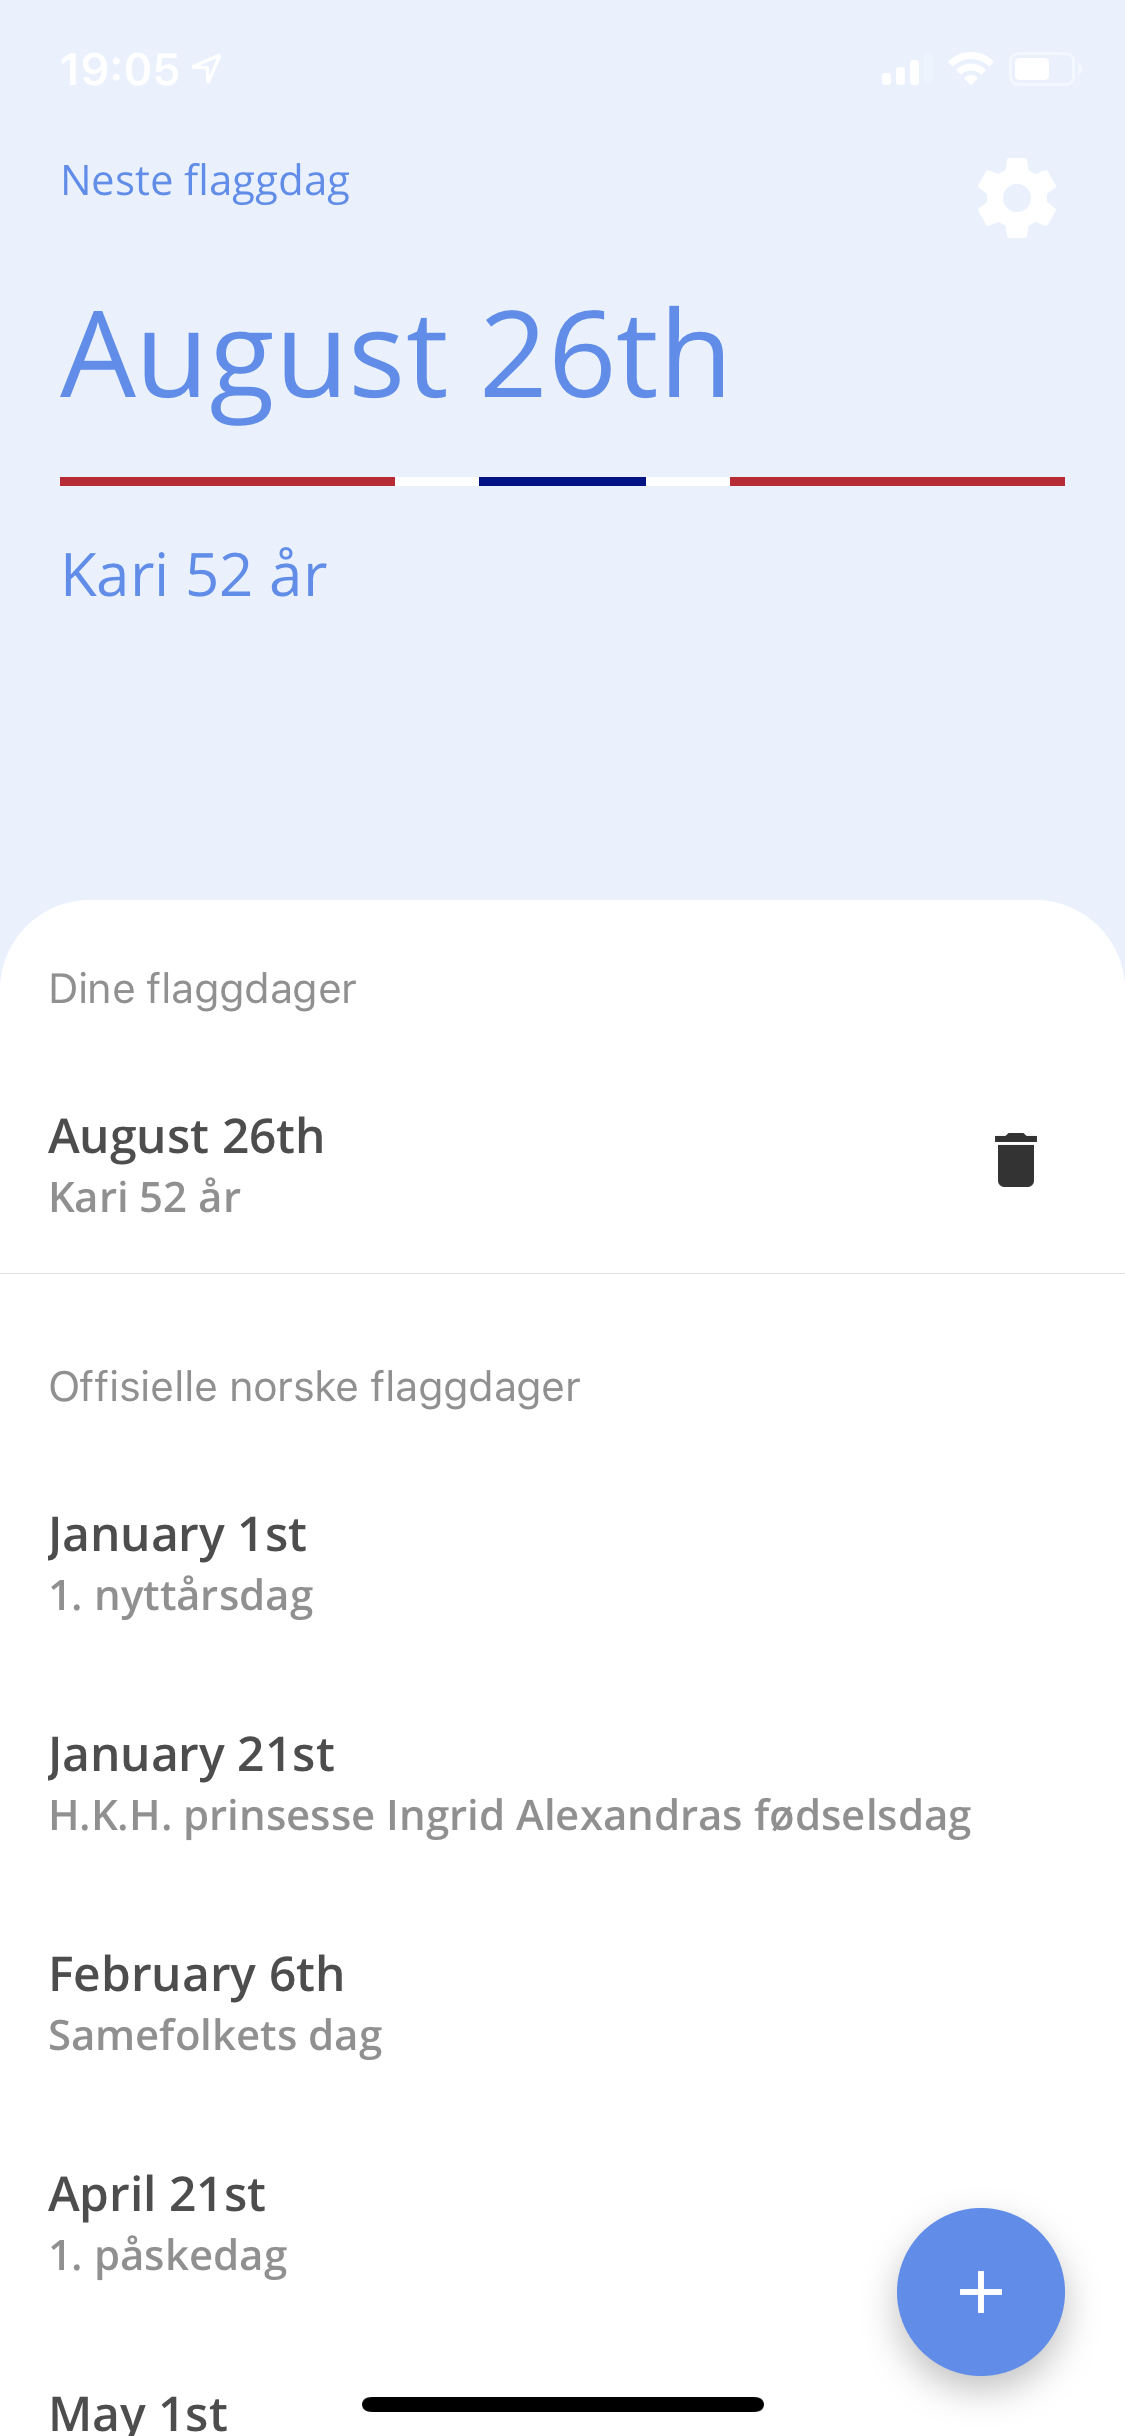 19:05
Neste flaggdag
August 26th
Kari 52 år
Dine flaggdager
August 26th
Kari 52 år
Offisielle norske flaggdager
January 1st
1. nyttårsdag
January 21st
H.K.H. prinsesse Ingrid Alexandras fødselsdag
February 6th
Samefolkets dag
April 21st
1. påskedag
May 1st